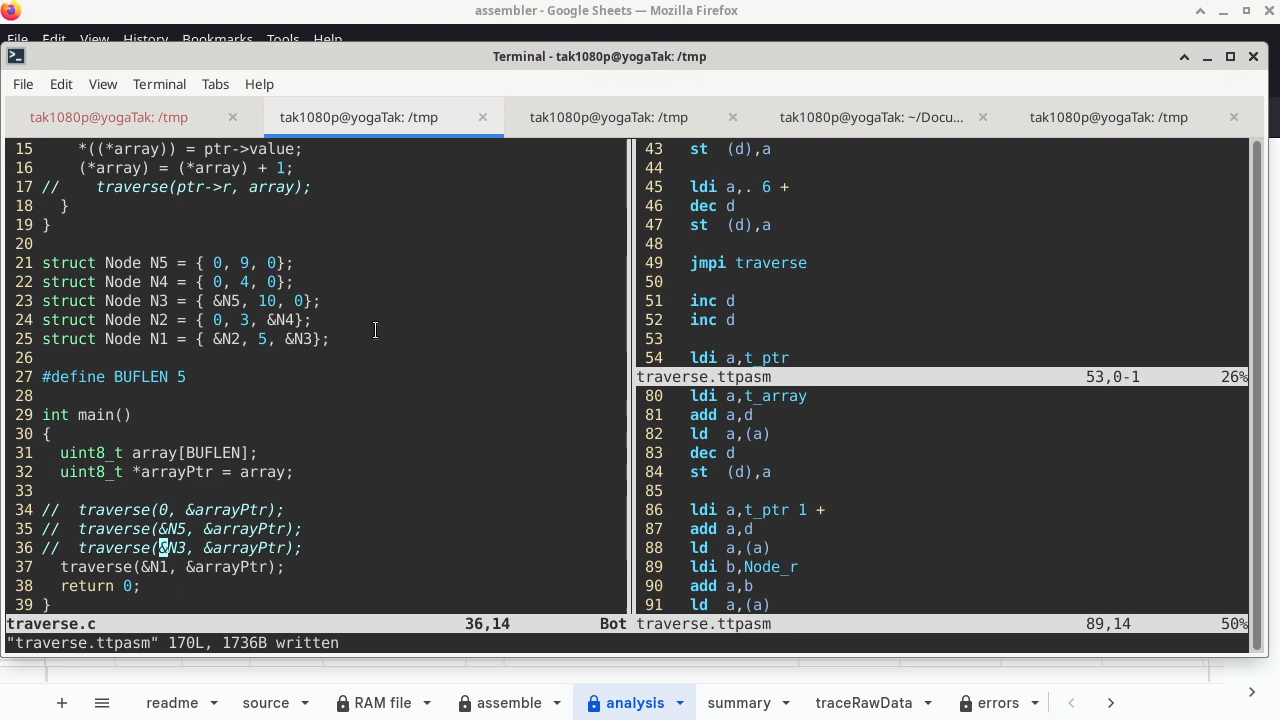 assembler - Google Sheets — Mozilla Firefox
File Edit View History Bookmarks Tools Help
Terminal - tak1080p@yogaTak: /tmp
File Edit View Terminal Tabs Help
tak1080p@yogaTak: /tmp
tak1080p@yogaTak: /tmp
tak1080p@yogaTak: /tmp
tak1080p@yogaTak: ~/Docu...
tak1080p@yogaTak: /tmp
15     *((*array)) = ptr->value;
16     (*array) = (*array) + 1;
17 //    traverse(ptr->r, array);
18   }
19 }
20
21 struct Node N5 = { 0, 9, 0};
22 struct Node N4 = { 0, 4, 0};
23 struct Node N3 = { &N5, 10, 0};
24 struct Node N2 = { 0, 3, &N4};
25 struct Node N1 = { &N2, 5, &N3};
26
27 #define BUFLEN 5
28
29 int main()
30 {
31   uint8_t array[BUFLEN];
32   uint8_t *arrayPtr = array;
33
34 //  traverse(0, &arrayPtr);
35 //  traverse(&N5, &arrayPtr);
36 //  traverse(&N3, &arrayPtr);
37   traverse(&N1, &arrayPtr);
38   return 0;
39 }
traverse.c 36,14 Bot
"traverse.ttpasm" 170L, 1736B written
43   st  (d),a
44
45   ldi a,. 6 +
46   dec d
47   st  (d),a
48
49   jmpi traverse
50
51   inc d
52   inc d
53
54   ldi a,t_ptr
traverse.ttpasm 53,0-1 26%
80   ldi a,t_array
81   add a,d
82   ld  a,(a)
83   dec d
84   st  (d),a
85
86   ldi a,t_ptr 1 +
87   add a,d
88   ld  a,(a)
89   ldi b,Node_r
90   add a,b
91   ld  a,(a)
traverse.ttpasm 89,14 50%
readme source RAM file assemble analysis summary traceRawData errors